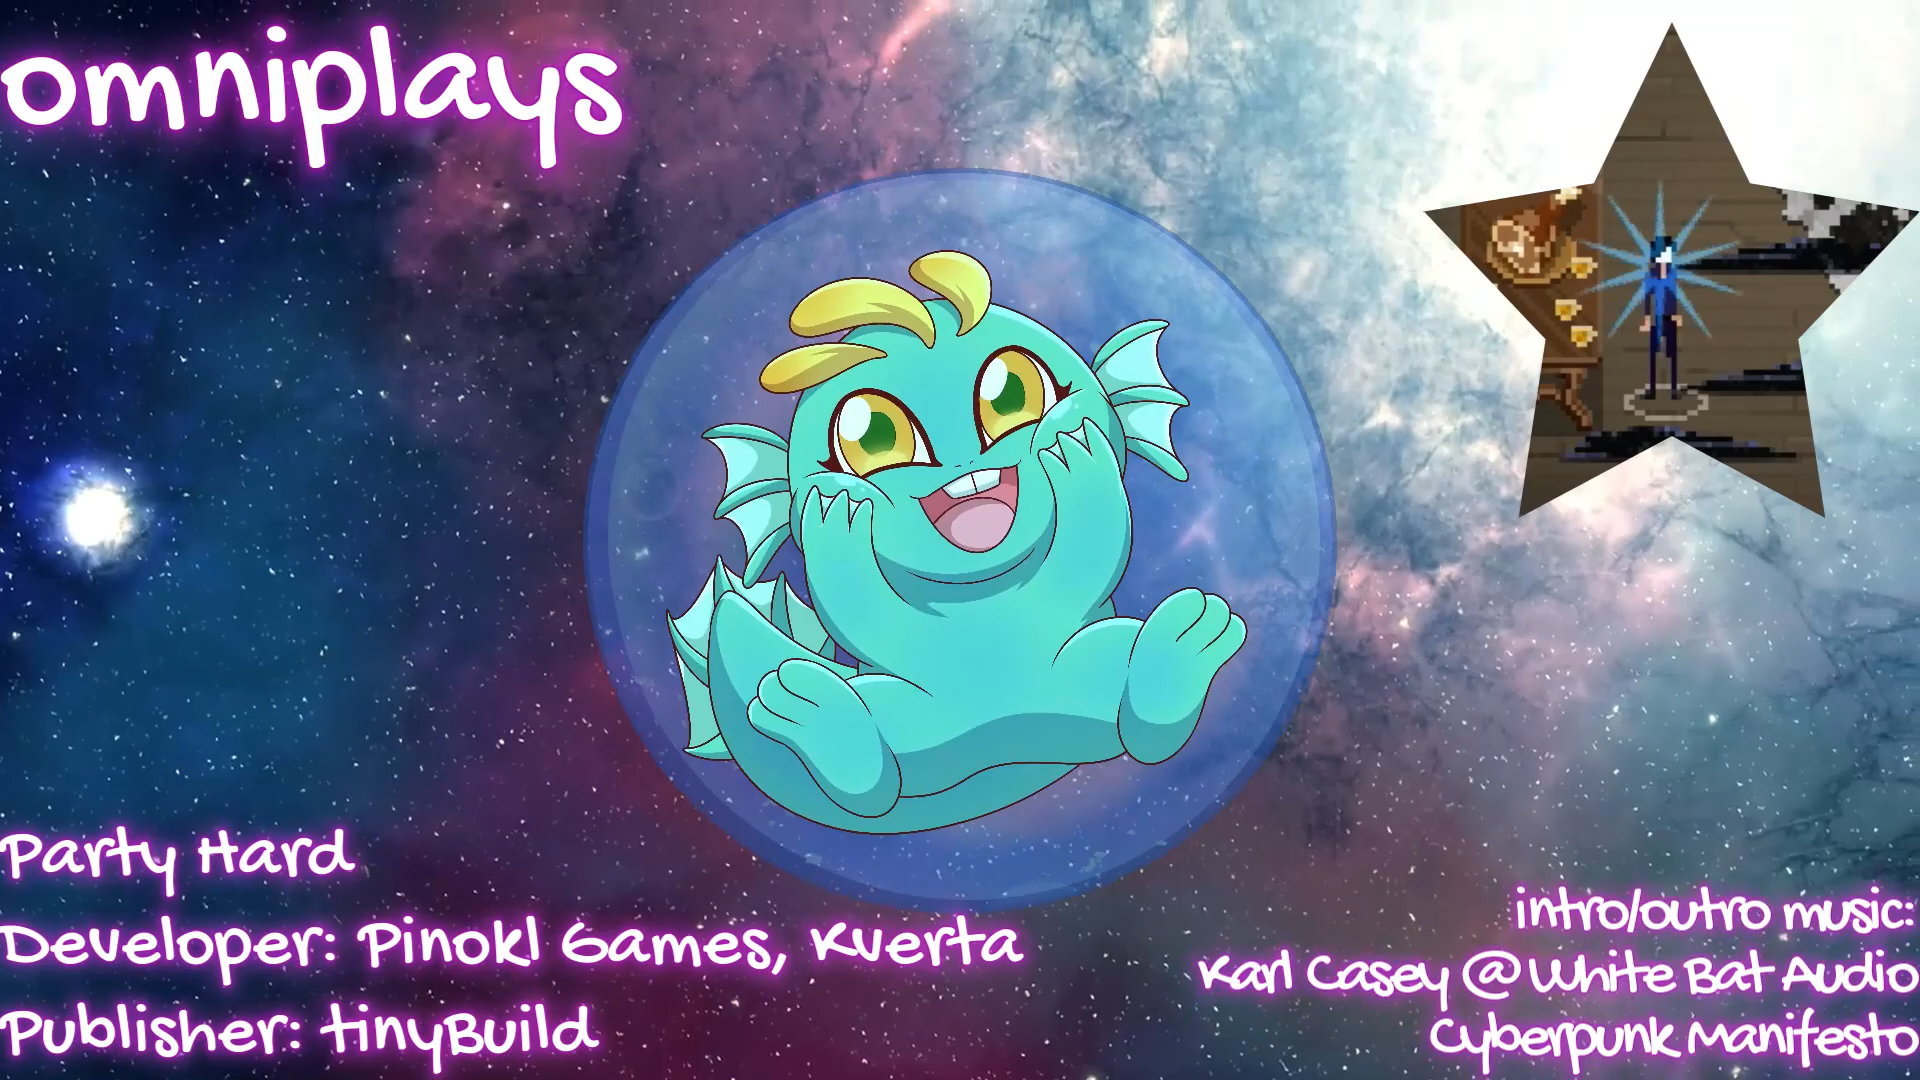 omniplays
Party Hard
Developer: Pinokl Games, Kverta
Publisher: tinyBuild
intro/outro music:
Karl Casey @ White Bat Audio
Cyberpunk Manifesto